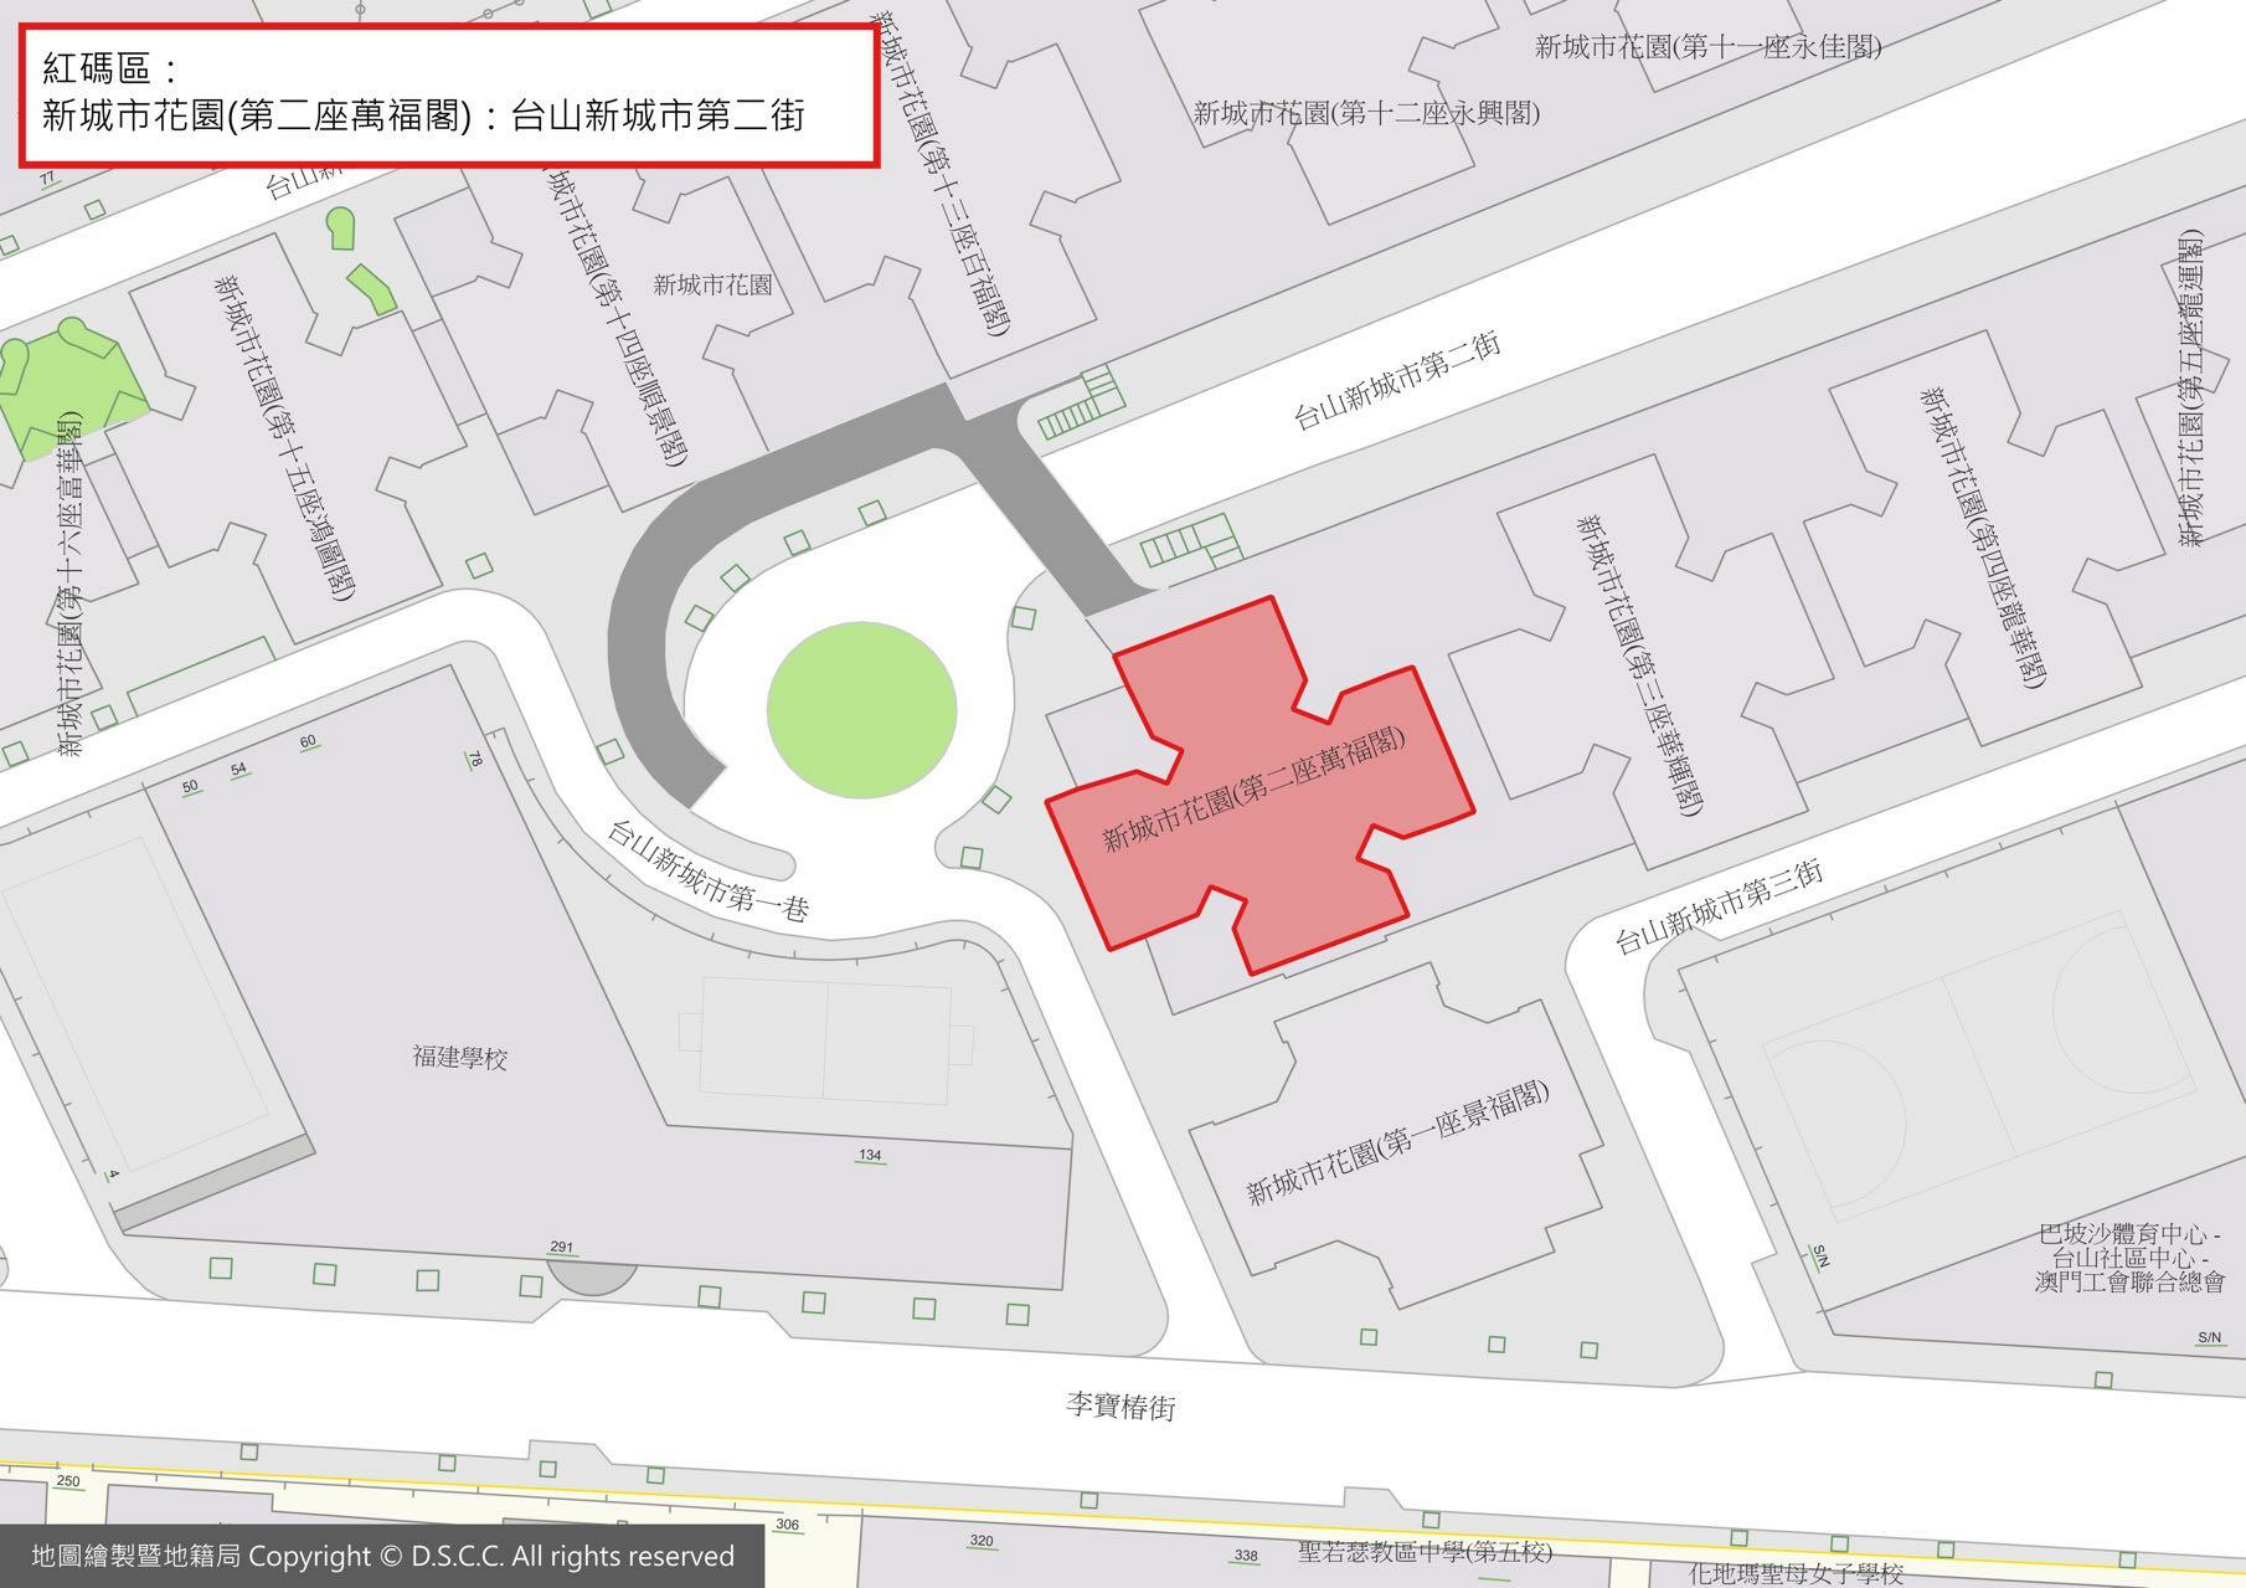 紅碼區：
新城市花園(第二座萬福閣)：台山新城市第二街
新城市花園(第十一座永佳閣)
新城市花園(第十二座永興閣)
新城市花園(第十三座百福閣)
77
台山新
城市花園(第十四座順景閣)
新城市花園
新城市花園(第十五座鴻圖閣)
新城市花園(第十六座富華閣)
台山新城市第二街
新城市花園(第五座龍運閣)
新城市花園(第四座龍華閣)
新城市花園(第三座華輝閣)
新城市花園(第二座萬福閣)
50
54
60
78
台山新城市第一巷
台山新城市第三街
福建學校
新城市花園(第一座景福閣)
134
4
291
S/N
巴坡沙體育中心 -
台山社區中心 -
澳門工會聯合總會
S/N
李寶椿街
250
306
320
338
聖若瑟教區中學(第五校)
化地瑪聖母女子學校
地圖繪製暨地籍局 Copyright © D.S.C.C. All rights reserved